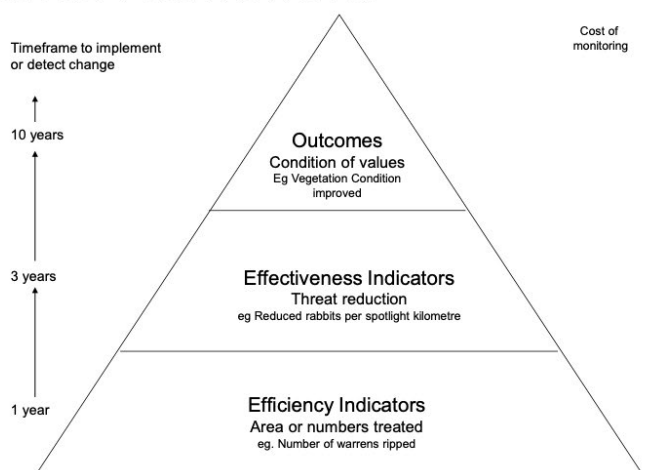 Timeframe to implement
or detect change
Cost of
monitoring
10 years
Outcomes
Condition of values
Eg Vegetation Condition
improved
3 years
Effectiveness Indicators
Threat reduction
eg Reduced rabbits per spotlight kilometre
1 year
Efficiency Indicators
Area or numbers treated
eg. Number of warrens ripped